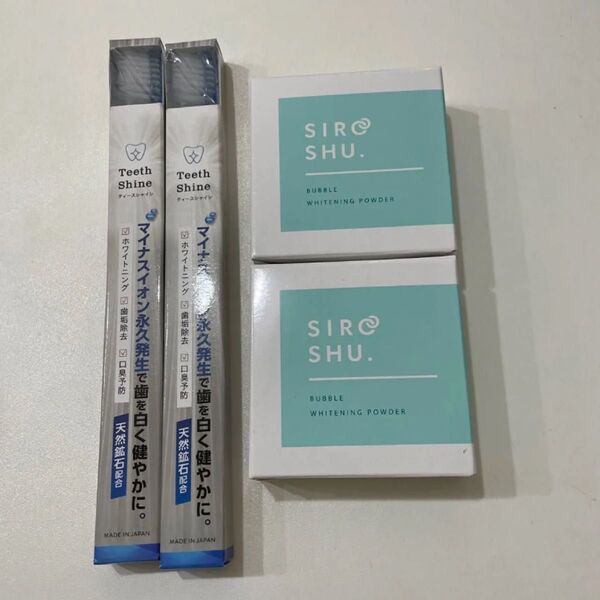 Teeth
Shine
ティースシャイン
マイナスイオン永久発生で歯を白く健やかに。
☑ホワイトニング ☑歯垢除去 ☑口臭予防
天然鉱石配合
MADE IN JAPAN
Teeth
Shine
ティースシャイン
マイナス永久発生で歯を白く健やかに。
☑ホワイトニング ☑歯垢除去 ☑口臭予防
天然鉱石配合
MADE IN JAPAN
SIRO
SHU.
BUBBLE
WHITENING POWDER
SIRO
SHU.
BUBBLE
WHITENING POWDER